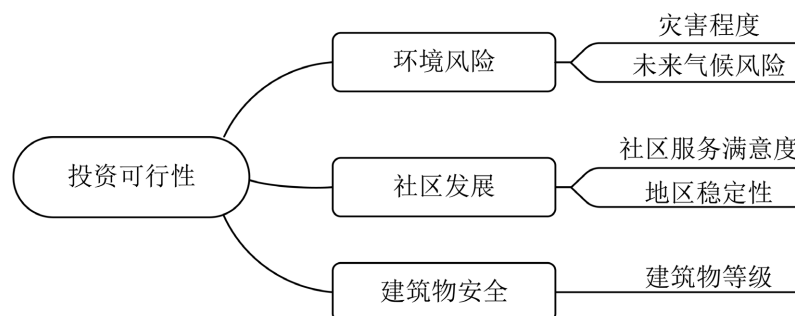 投资可行性
环境风险
灾害程度
未来气候风险
社区发展
社区服务满意度
地区稳定性
建筑物安全
建筑物等级